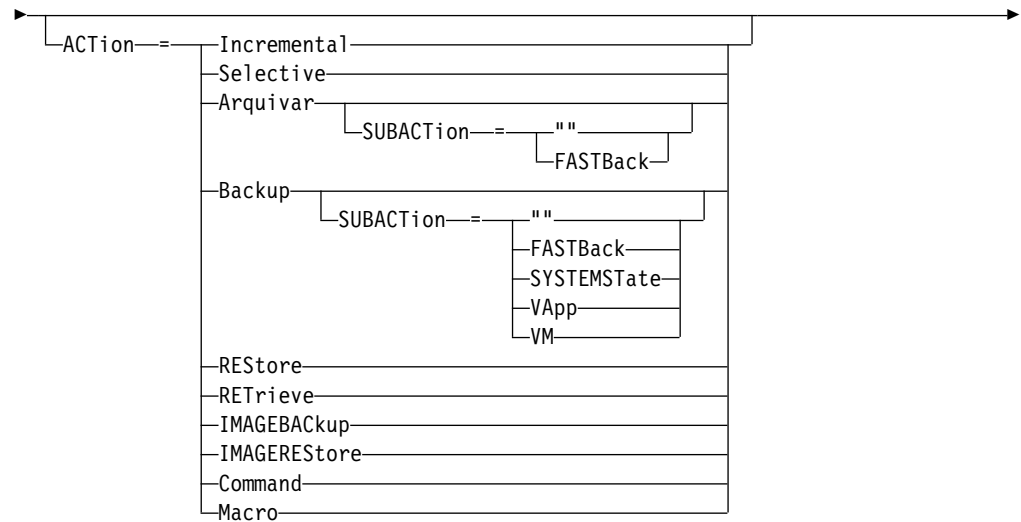 ACTion = Incremental
Selective
Arquivar
SUBACTion = ""
FASTBack
Backup
SUBACTion = ""
FASTBack
SYSTEMSTate
VApp
VM
REStore
RETrieve
IMAGEBACkup
IMAGEREStore
Command
Macro